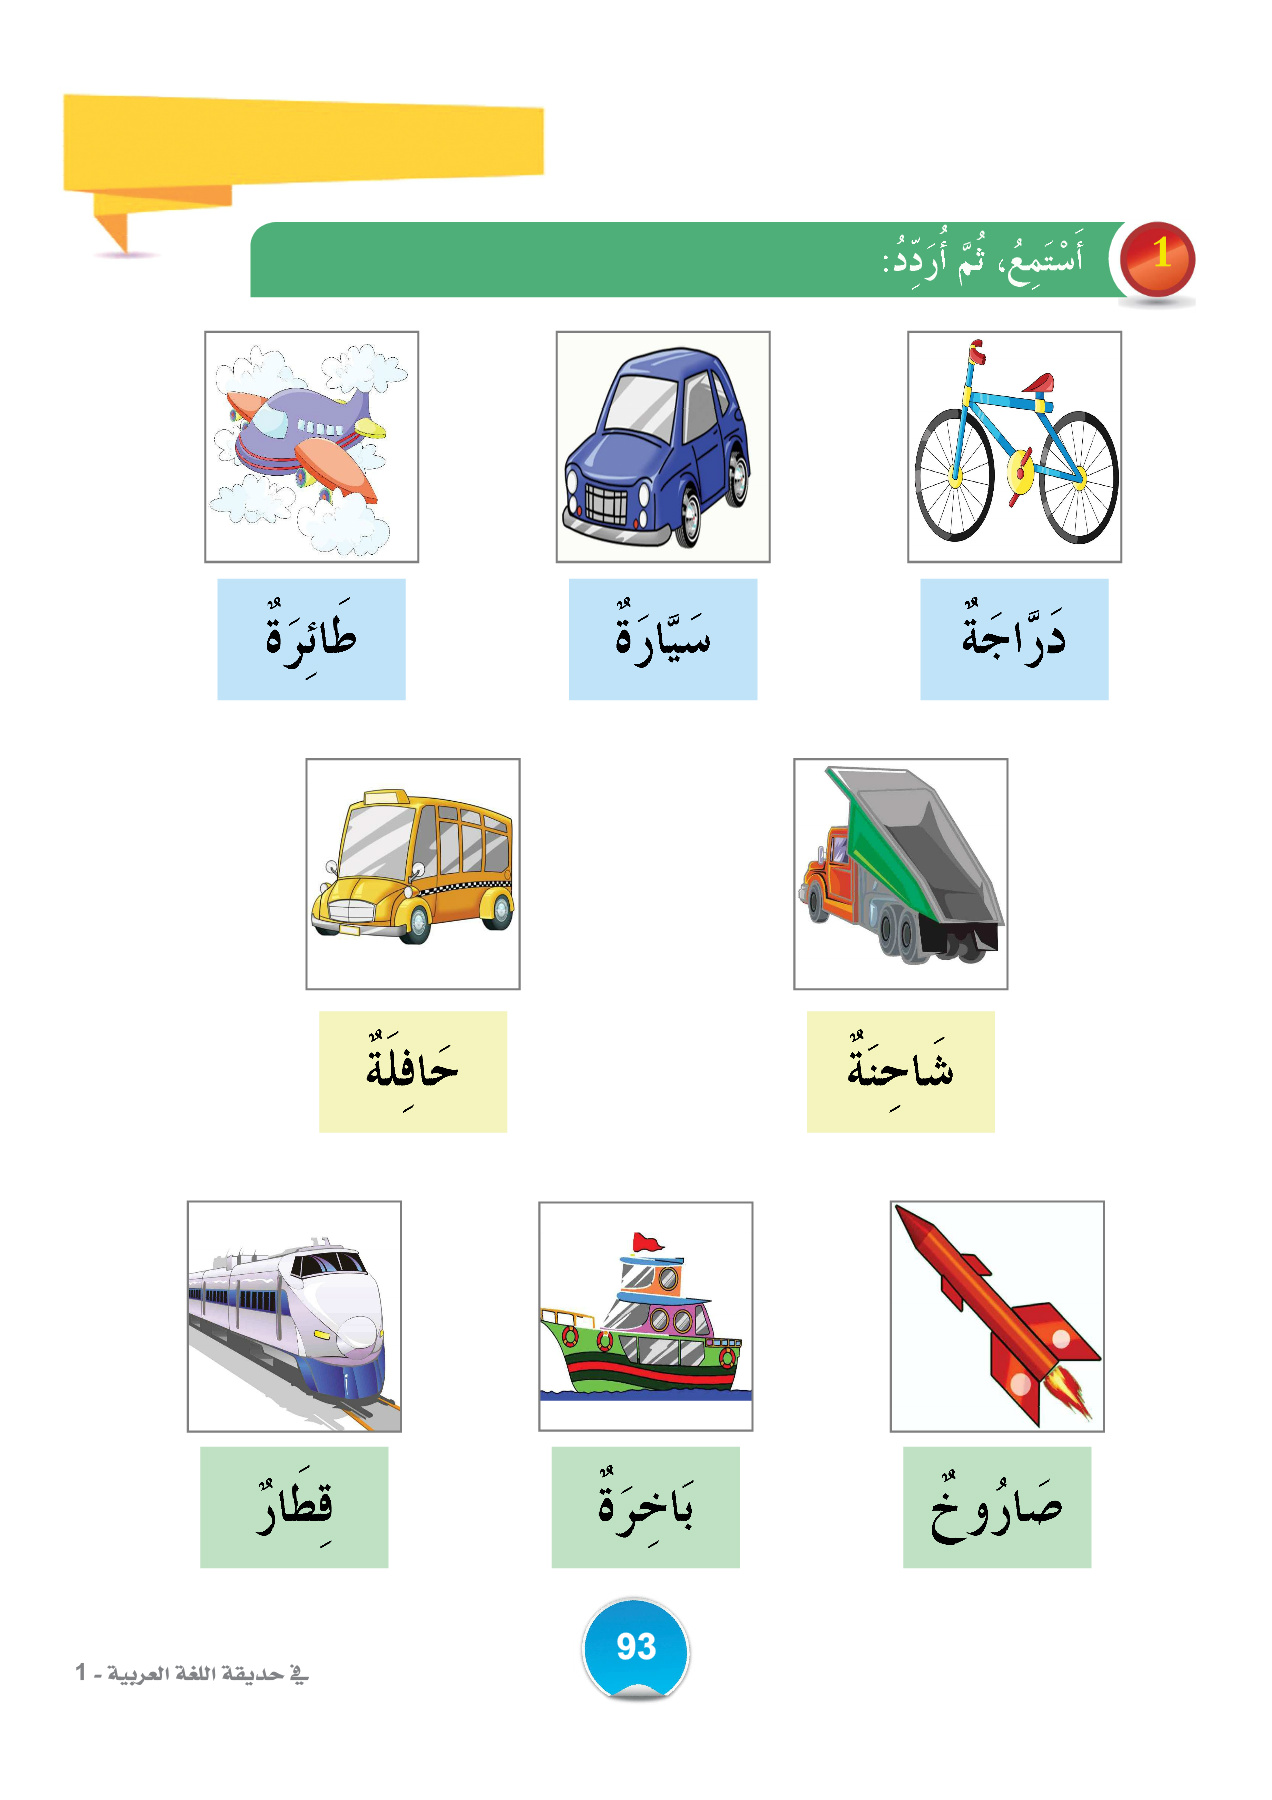 1
أَسْتَمِعُ، ثُمَّ أُرَدِّدُ:
دَرَّاجَةٌ
سَيَّارَةٌ
طَائِرَةٌ
شَاحِنَةٌ
حَافِلَةٌ
صَارُوخٌ
بَاخِرَةٌ
قِطَارٌ
93
في حديقة اللغة العربية - 1